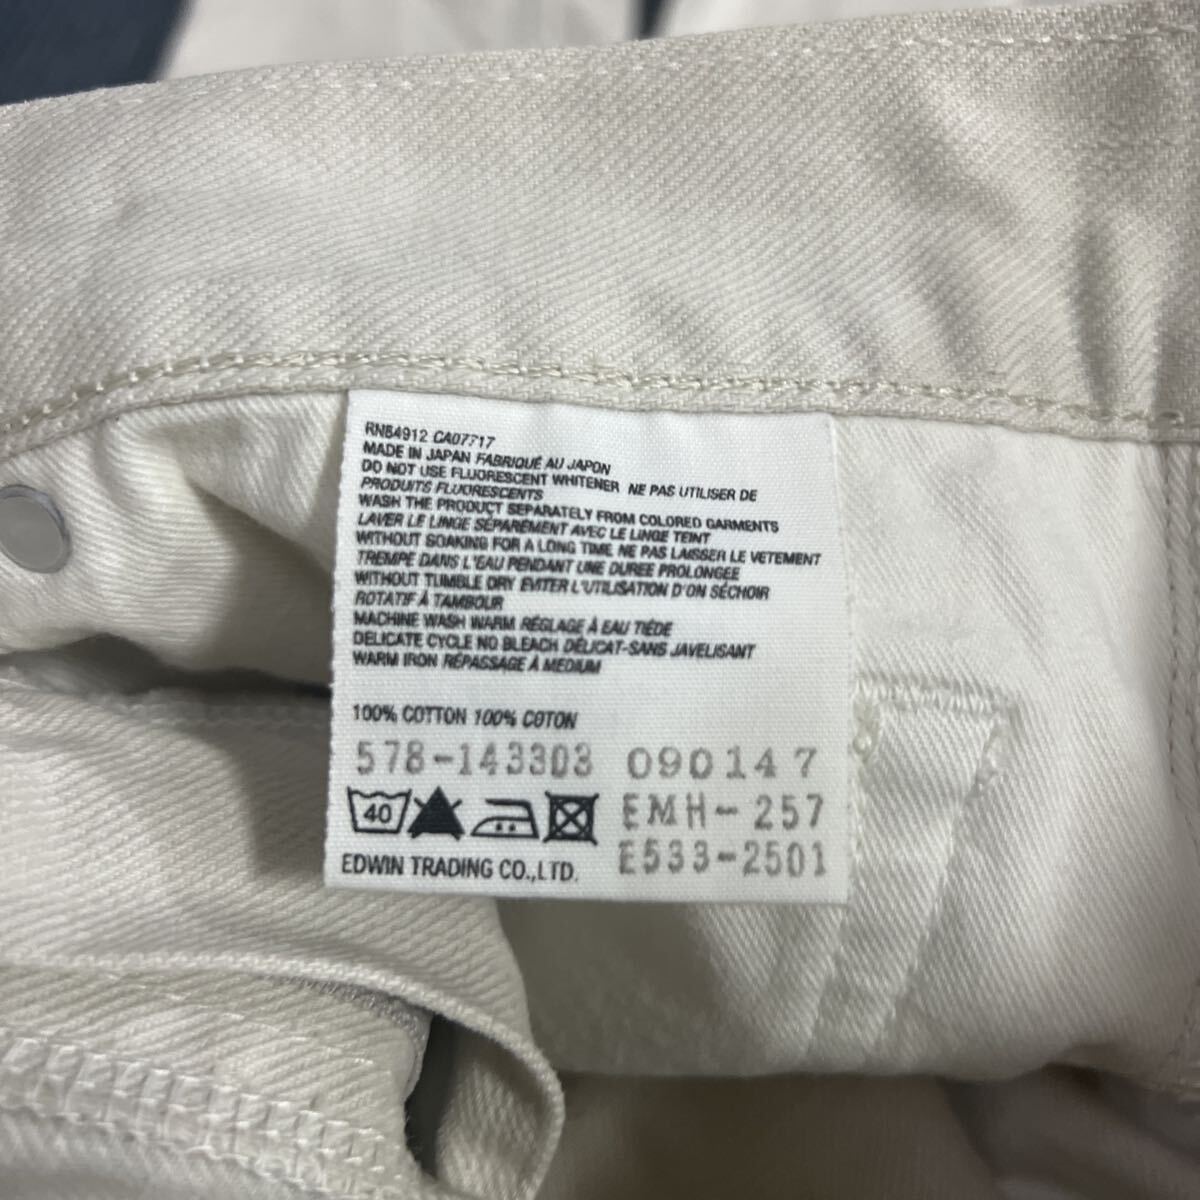 RN84912 CA07717
MADE IN JAPAN FABRIQUÉ AU JAPON
DO NOT USE FLUORESCENT WHITENER NE PAS UTILISER DE
PRODUITS FLUORESCENTS
WASH THE PRODUCT SEPARATELY FROM COLORED GARMENTS
LAVER LE LINGE SÉPARÉMENT AVEC LE LINGE TEINT
WITHOUT SOAKING FOR A LONG TIME NE PAS LAISSER LE VETEMENT
TREMPE DANS L'EAU PENDANT UNE DUREE PROLONGEE
WITHOUT TUMBLE DRY EVITER L'UTILISATION D'ON SÉCHOIR
ROTATIF À TAMBOUR
MACHINE WASH WARM RÉGLAGE À EAU TIÈDE
DELICATE CYCLE NO BLEACH DÉLICAT-SANS JAVELISANT
WARM IRON RÉPASSAGE À MEDIUM
100% COTTON 100% COTON
578-143303 090147
40 EMH-257
EDWIN TRADING CO.,LTD. E533-2501